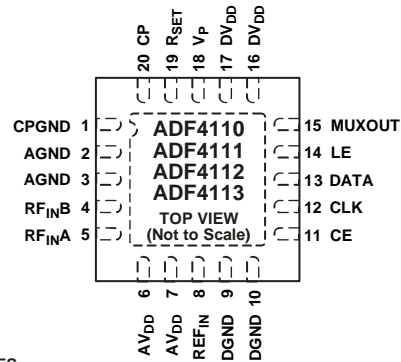 20 CP
19 RSET
18 VP
17 DVDD
16 DVDD
CPGND 1
AGND 2
AGND 3
RFINB 4
RFINA 5
ADF4110
ADF4111
ADF4112
ADF4113
TOP VIEW
(Not to Scale)
15 MUXOUT
14 LE
13 DATA
12 CLK
11 CE
AVDD 6
AVDD 7
REFIN 8
DGND 9
DGND 10